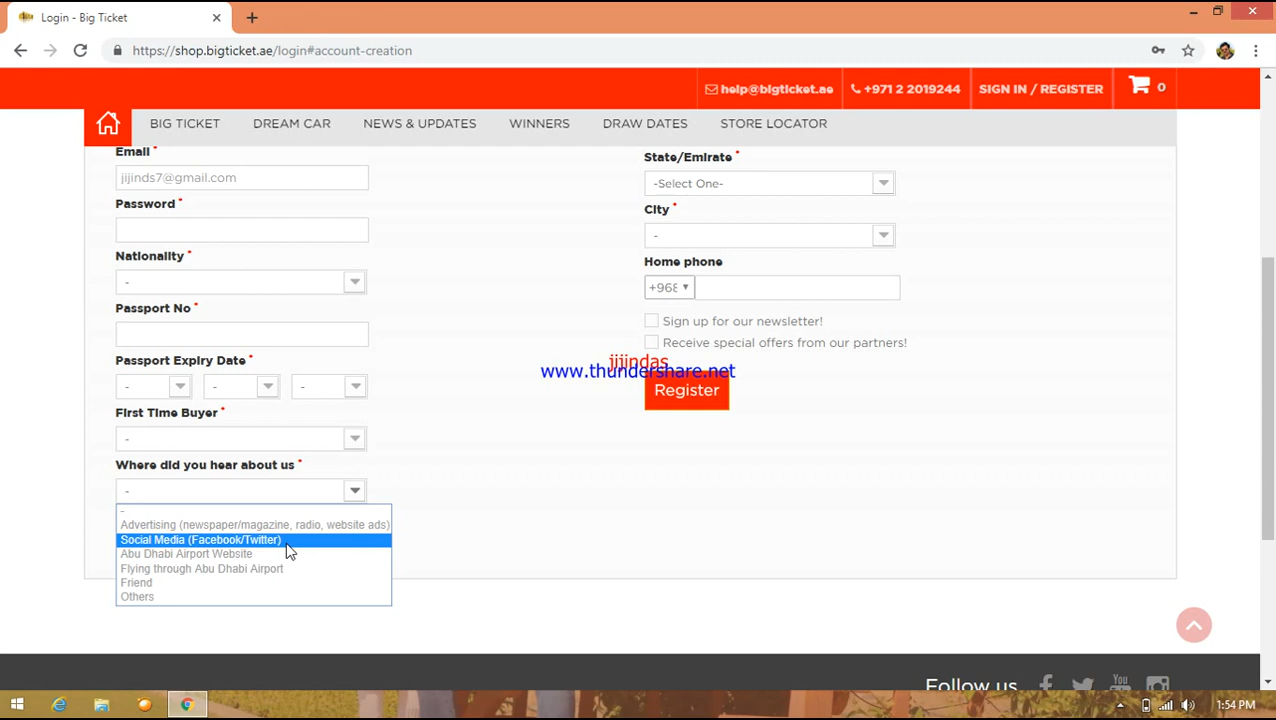 Login - Big Ticket
https://shop.bigticket.ae/login#account-creation
help@bigticket.ae
+971 2 2019244
SIGN IN / REGISTER
0
BIG TICKET
DREAM CAR
NEWS & UPDATES
WINNERS
DRAW DATES
STORE LOCATOR
Email *
jijinds7@gmail.com
Password *
Nationality *
-
Passport No *
Passport Expiry Date *
-
-
-
First Time Buyer *
-
Where did you hear about us *
-
-
Advertising (newspaper/magazine, radio, website ads)
Social Media (Facebook/Twitter)
Abu Dhabi Airport Website
Flying through Abu Dhabi Airport
Friend
Others
State/Emirate *
-Select One-
City *
-
Home phone
+968
Sign up for our newsletter!
Receive special offers from our partners!
jijindas
www.thundershare.net
Register
Follow us
You
1:54 PM